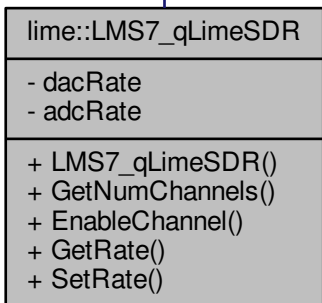 lime::LMS7_qLimeSDR
- dacRate
- adcRate
+ LMS7_qLimeSDR()
+ GetNumChannels()
+ EnableChannel()
+ GetRate()
+ SetRate()